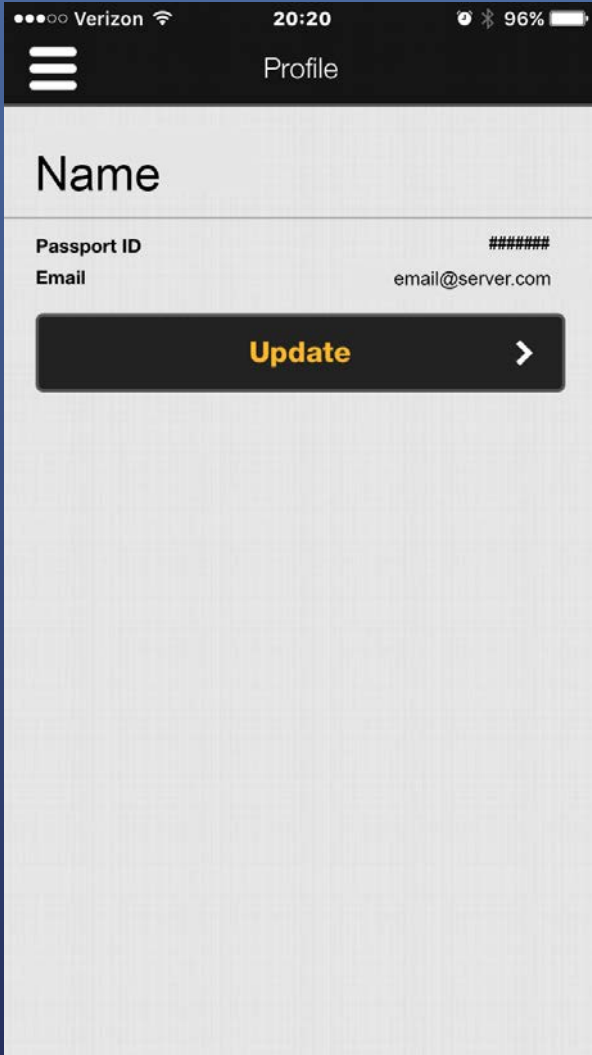 Verizon 20:20 96%
Profile
Name
Passport ID #######
Email email@server.com
Update